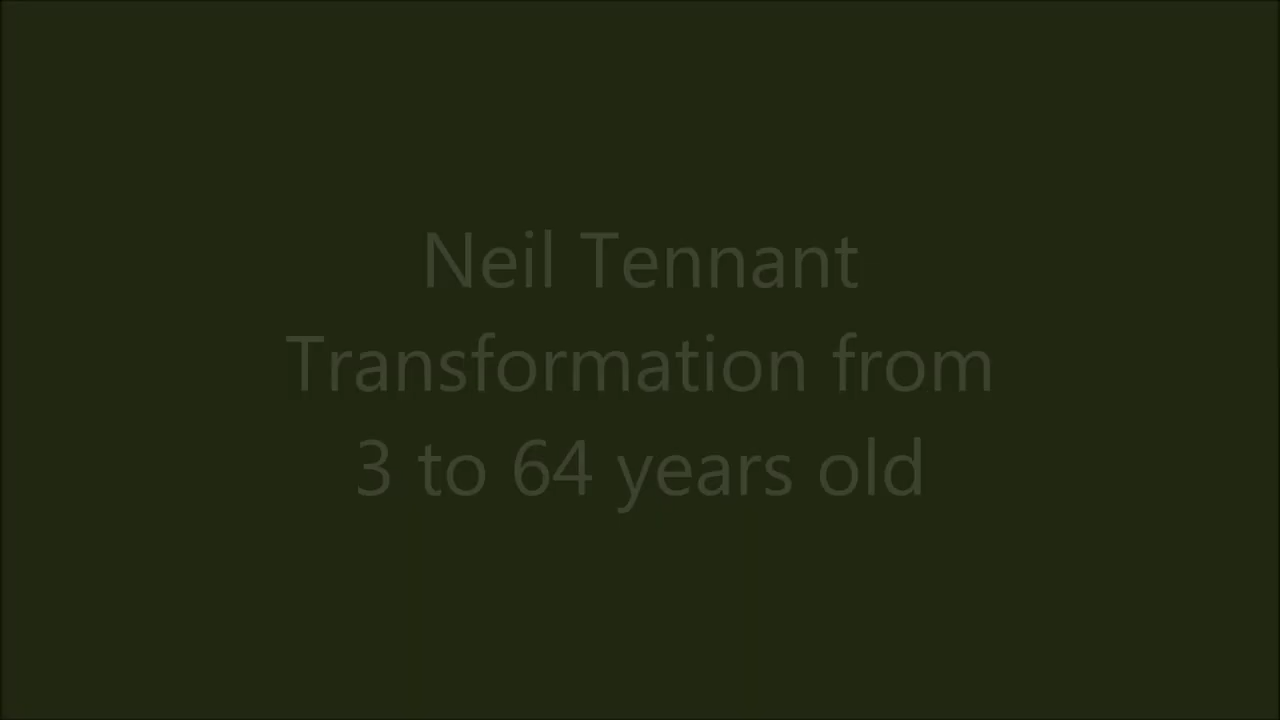 Neil Tennant
Transformation from
3 to 64 years old